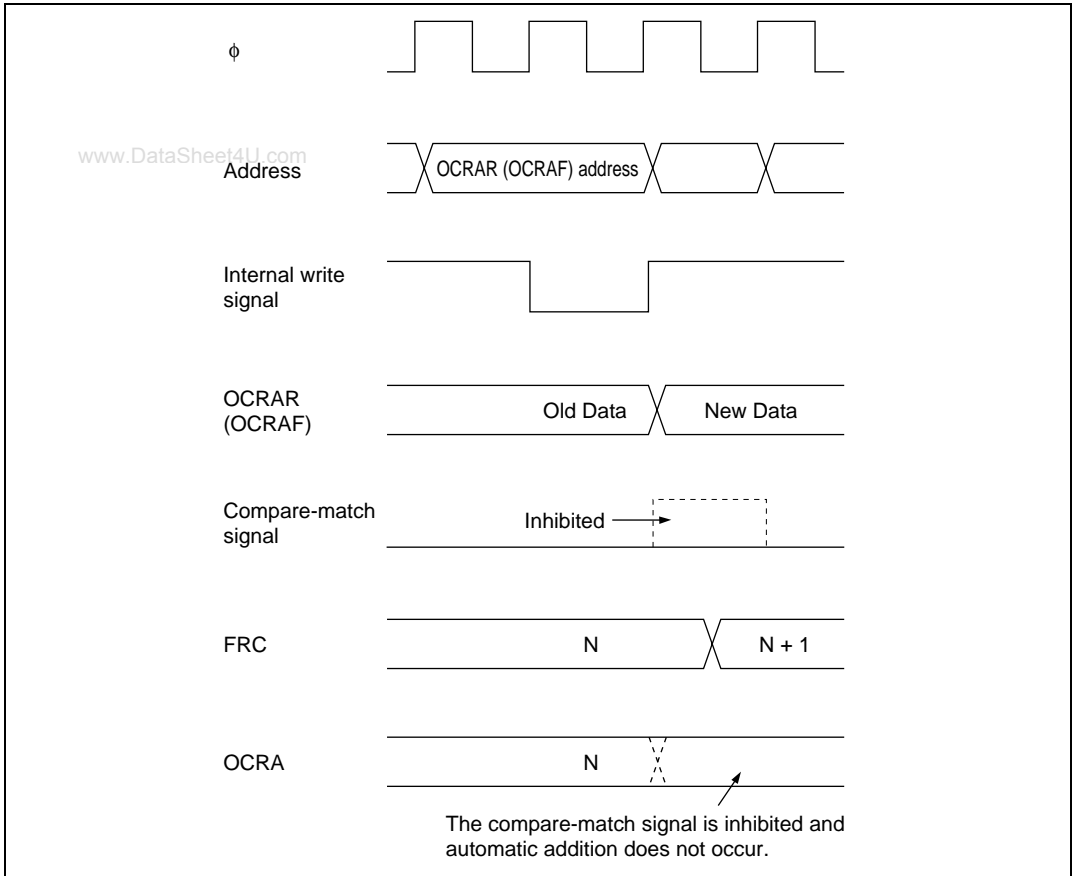 ϕ
www.DataSheet4U.com
Address
OCRAR (OCRAF) address
Internal write
signal
OCRAR
(OCRAF)
Old Data
New Data
Compare-match
signal
Inhibited
FRC
N
N + 1
OCRA
N
The compare-match signal is inhibited and
automatic addition does not occur.